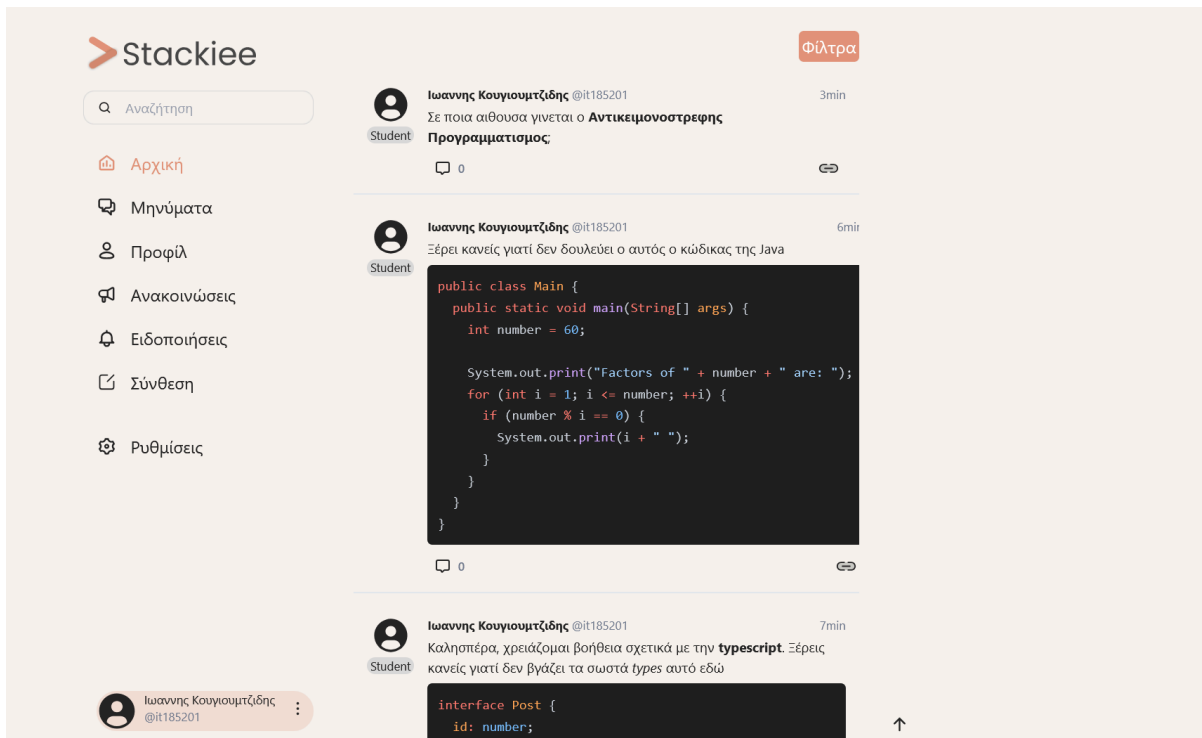 Stackiee
Φίλτρα
Αναζήτηση
Αρχική
Μηνύματα
Προφίλ
Ανακοινώσεις
Ειδοποιήσεις
Σύνθεση
Ρυθμίσεις
Ιωαννης Κουγιουμτζιδης
@it185201
Ιωαννης Κουγιουμτζιδης @it185201 3min
Σε ποια αιθουσα γινεται ο Αντικειμονοστρεφης
Προγραμματισμος;
Student
0
Ιωαννης Κουγιουμτζιδης @it185201 6min
Ξέρει κανείς γιατί δεν δουλεύει ο αυτός ο κώδικας της Java
Student
public class Main {
public static void main(String[] args) {
int number = 60;
System.out.print("Factors of " + number + " are: ");
for (int i = 1; i <= number; ++i) {
if (number % i == 0) {
System.out.print(i + " ");
}
}
}
}
0
Ιωαννης Κουγιουμτζιδης @it185201 7min
Καλησπέρα, χρειάζομαι βοήθεια σχετικά με την typescript. Ξέρεις
κανείς γιατί δεν βγάζει τα σωστά types αυτό εδώ
Student
interface Post {
id: number;